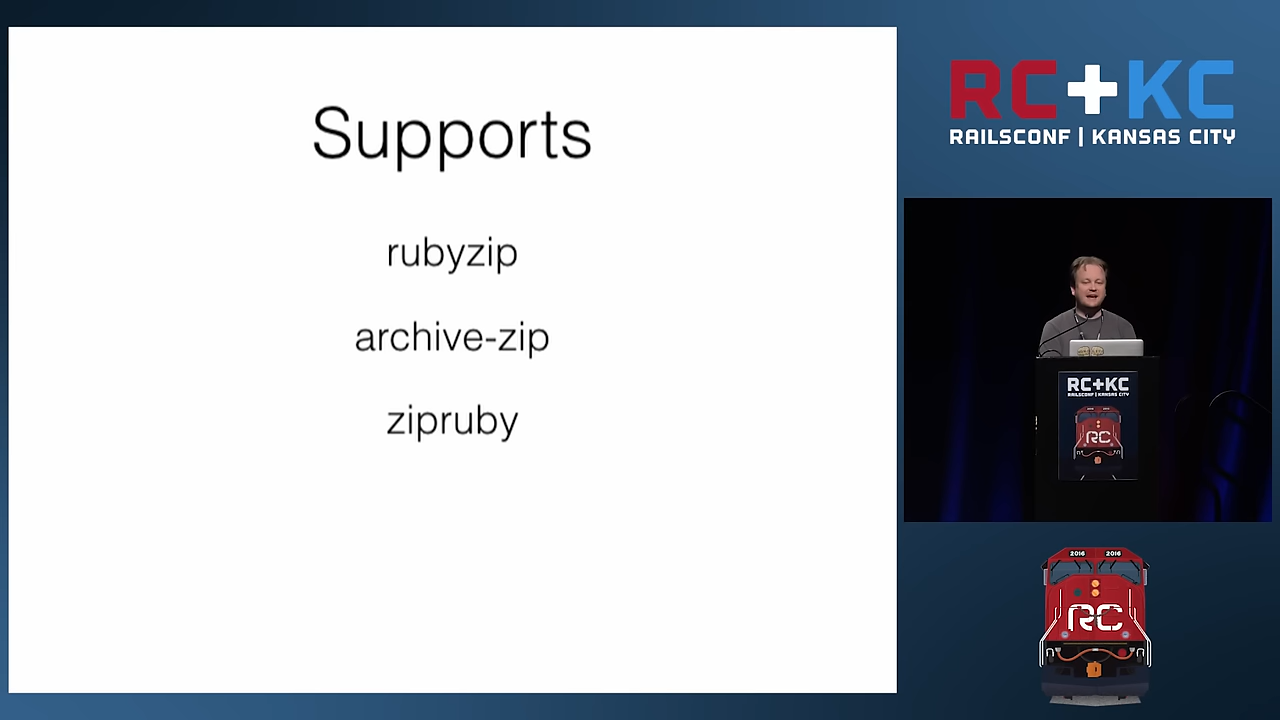 Supports
rubyzip
archive-zip
zipruby
RC+KC
RAILSCONF | KANSAS CITY
RC+KC
RAILSCONF | KANSAS CITY
RC
2016 2016
RC